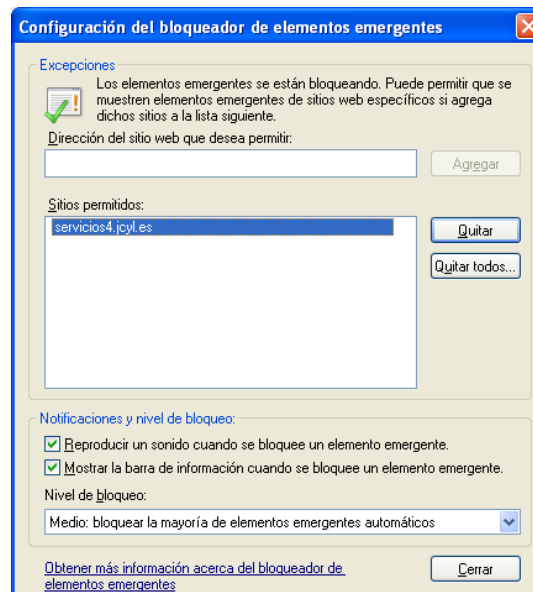 Configuración del bloqueador de elementos emergentes
Excepciones
Los elementos emergentes se están bloqueando. Puede permitir que se
muestren elementos emergentes de sitios web específicos si agrega
dichos sitios a la lista siguiente.
Dirección del sitio web que desea permitir:
Agregar
Sitios permitidos:
servicios4.jcyl.es
Quitar
Quitar todos...
Notificaciones y nivel de bloqueo:
Reproducir un sonido cuando se bloquee un elemento emergente.
Mostrar la barra de información cuando se bloquee un elemento emergente.
Nivel de bloqueo:
Medio: bloquear la mayoría de elementos emergentes automáticos
Obtener más información acerca del bloqueador de
elementos emergentes
Cerrar